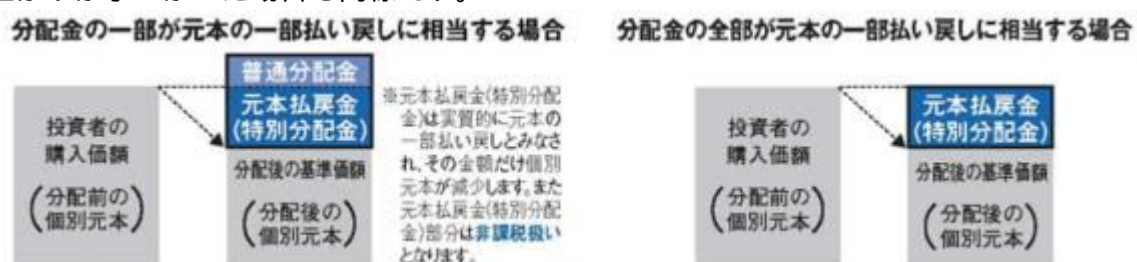 分配金の一部が元本の一部払い戻しに相当する場合
普通分配金
元本払戻金
(特別分配金)
投資者の
購入価額
(分配前の
個別元本)
分配後の基準価額
(分配後の
個別元本)
※元本払戻金(特別分配
金)は実質的に元本の
一部払い戻しとみなさ
れ、その金額だけ個別
元本が減少します。また
元本払戻金(特別分配
金)部分は非課税扱い
となります。
分配金の全部が元本の一部払い戻しに相当する場合
元本払戻金
(特別分配金)
投資者の
購入価額
(分配前の
個別元本)
分配後の基準価額
(分配後の
個別元本)